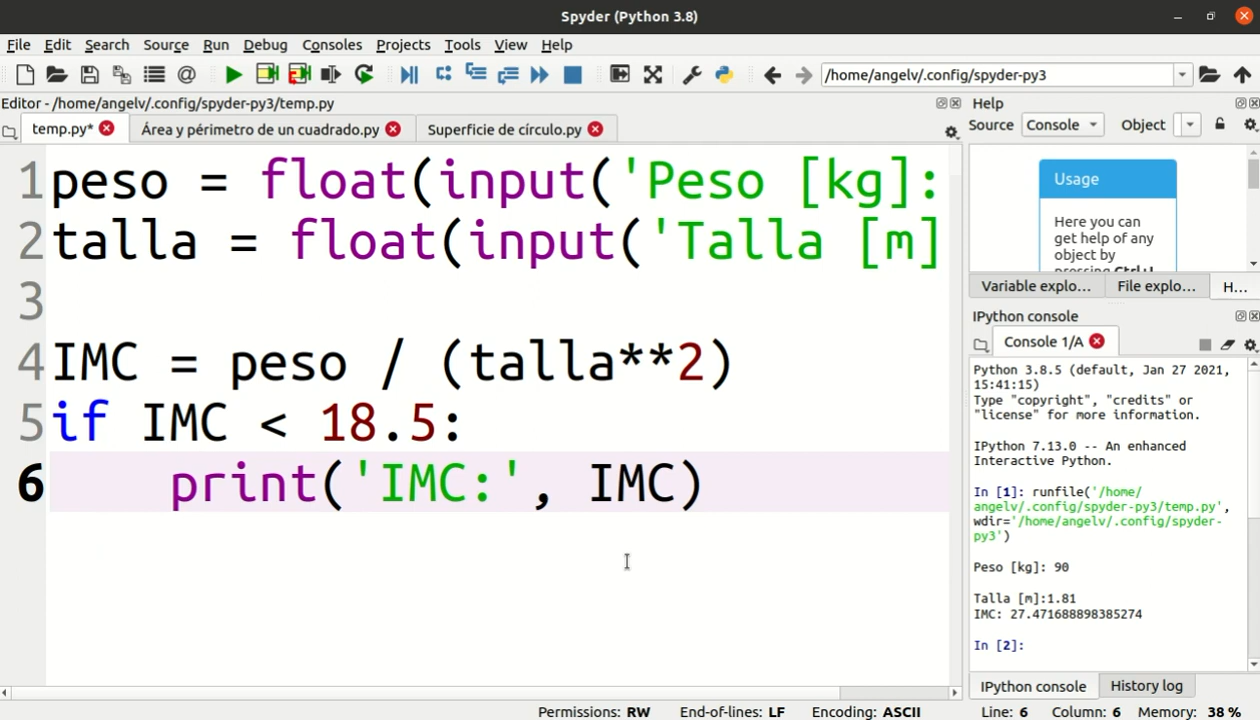 Spyder (Python 3.8)
File Edit Search Source Run Debug Consoles Projects Tools View Help
/home/angelv/.config/spyder-py3
Editor - /home/angelv/.config/spyder-py3/temp.py
temp.py* Área y périmetro de un cuadrado.py Superficie de círculo.py
1 peso = float(input('Peso [kg]:
2 talla = float(input('Talla [m]
3
4 IMC = peso / (talla**2)
5 if IMC < 18.5:
6 print('IMC:', IMC)
Help
Source Console Object
Usage
Here you can
get help of any
object by
pressing Ctrl+I
Variable explo... File explo... H...
IPython console
Console 1/A
Python 3.8.5 (default, Jan 27 2021,
15:41:15)
Type "copyright", "credits" or
"license" for more information.
IPython 7.13.0 -- An enhanced
Interactive Python.
In [1]: runfile('/home/
angelv/.config/spyder-py3/temp.py',
wdir='/home/angelv/.config/spyder-
py3')
Peso [kg]: 90
Talla [m]:1.81
IMC: 27.471688898385274
In [2]:
IPython console History log
Permissions: RW End-of-lines: LF Encoding: ASCII Line: 6 Column: 6 Memory: 38 %